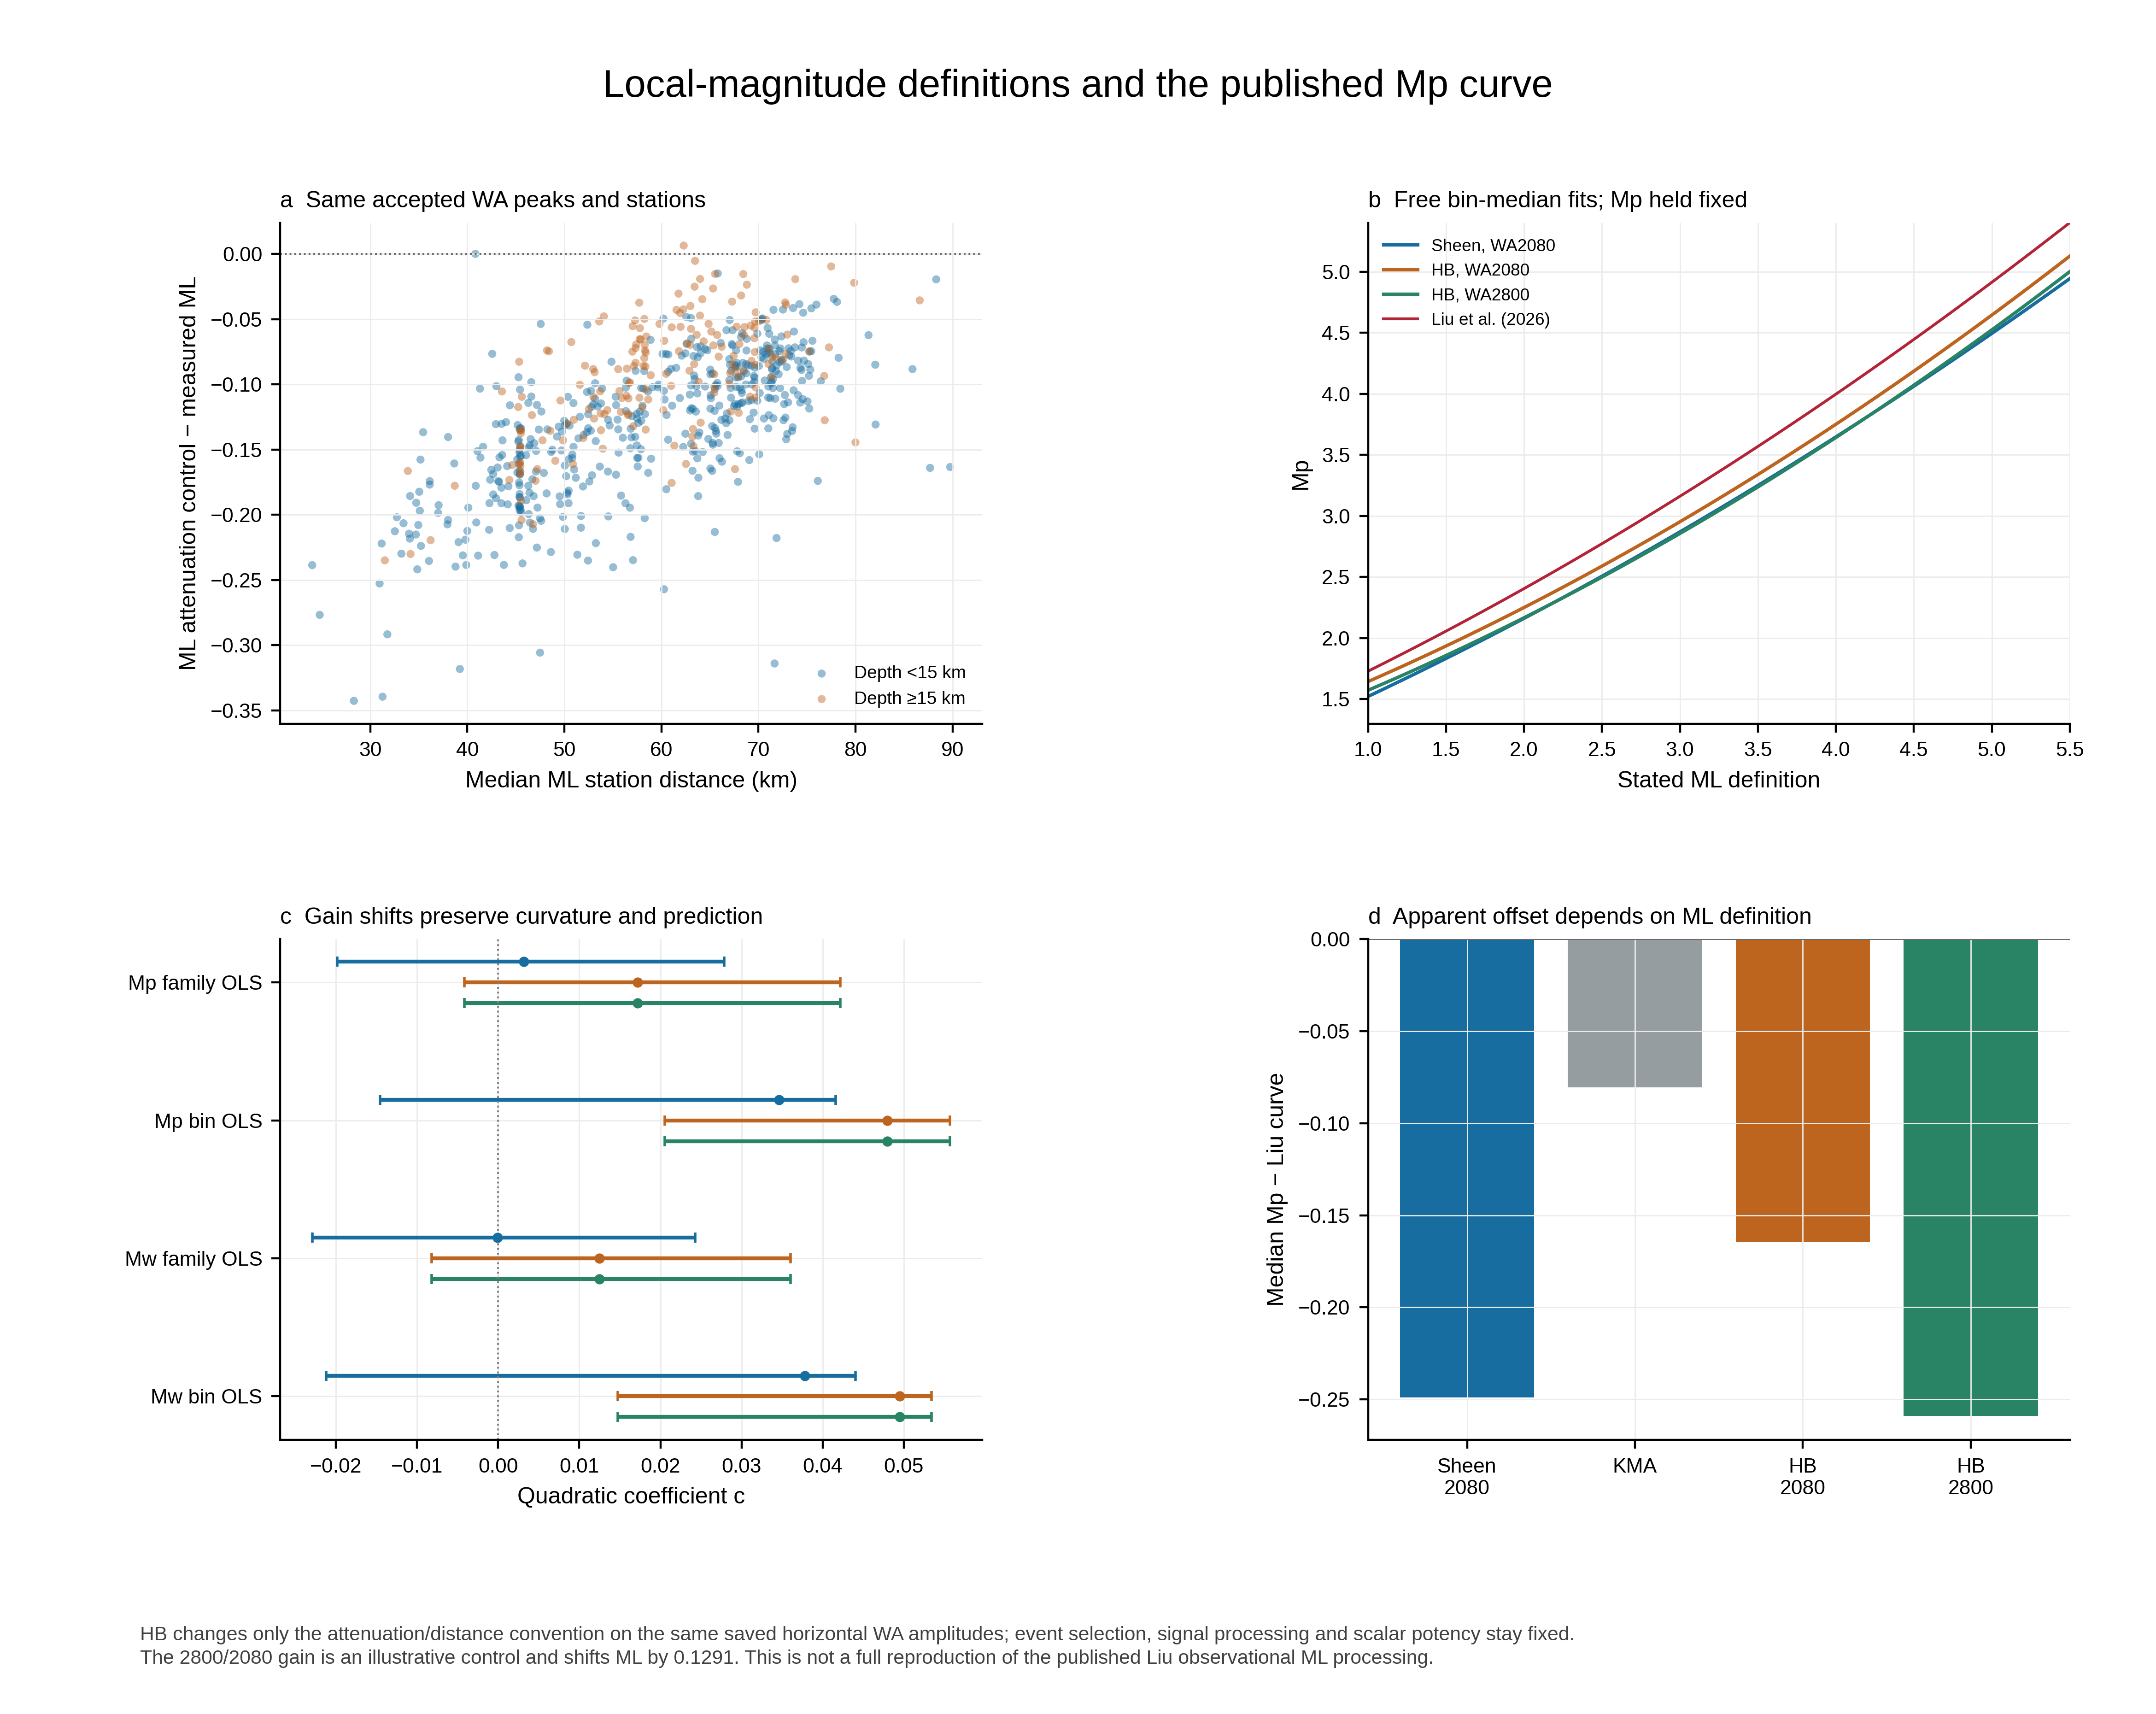 Local-magnitude definitions and the published Mp curve
a  Same accepted WA peaks and stations
ML attenuation control − measured ML
0.00
−0.05
−0.10
−0.15
−0.20
−0.25
−0.30
−0.35
Depth <15 km
Depth ≥15 km
30 40 50 60 70 80 90
Median ML station distance (km)
b  Free bin-median fits; Mp held fixed
Sheen, WA2080
HB, WA2080
HB, WA2800
Liu et al. (2026)
Mp
5.0
4.5
4.0
3.5
3.0
2.5
2.0
1.5
1.0 1.5 2.0 2.5 3.0 3.5 4.0 4.5 5.0 5.5
Stated ML definition
c  Gain shifts preserve curvature and prediction
Mp family OLS
Mp bin OLS
Mw family OLS
Mw bin OLS
−0.02 −0.01 0.00 0.01 0.02 0.03 0.04 0.05
Quadratic coefficient c
d  Apparent offset depends on ML definition
Median Mp − Liu curve
0.00
−0.05
−0.10
−0.15
−0.20
−0.25
Sheen KMA HB HB
2080 2080 2800
HB changes only the attenuation/distance convention on the same saved horizontal WA amplitudes; event selection, signal processing and scalar potency stay fixed.
The 2800/2080 gain is an illustrative control and shifts ML by 0.1291. This is not a full reproduction of the published Liu observational ML processing.